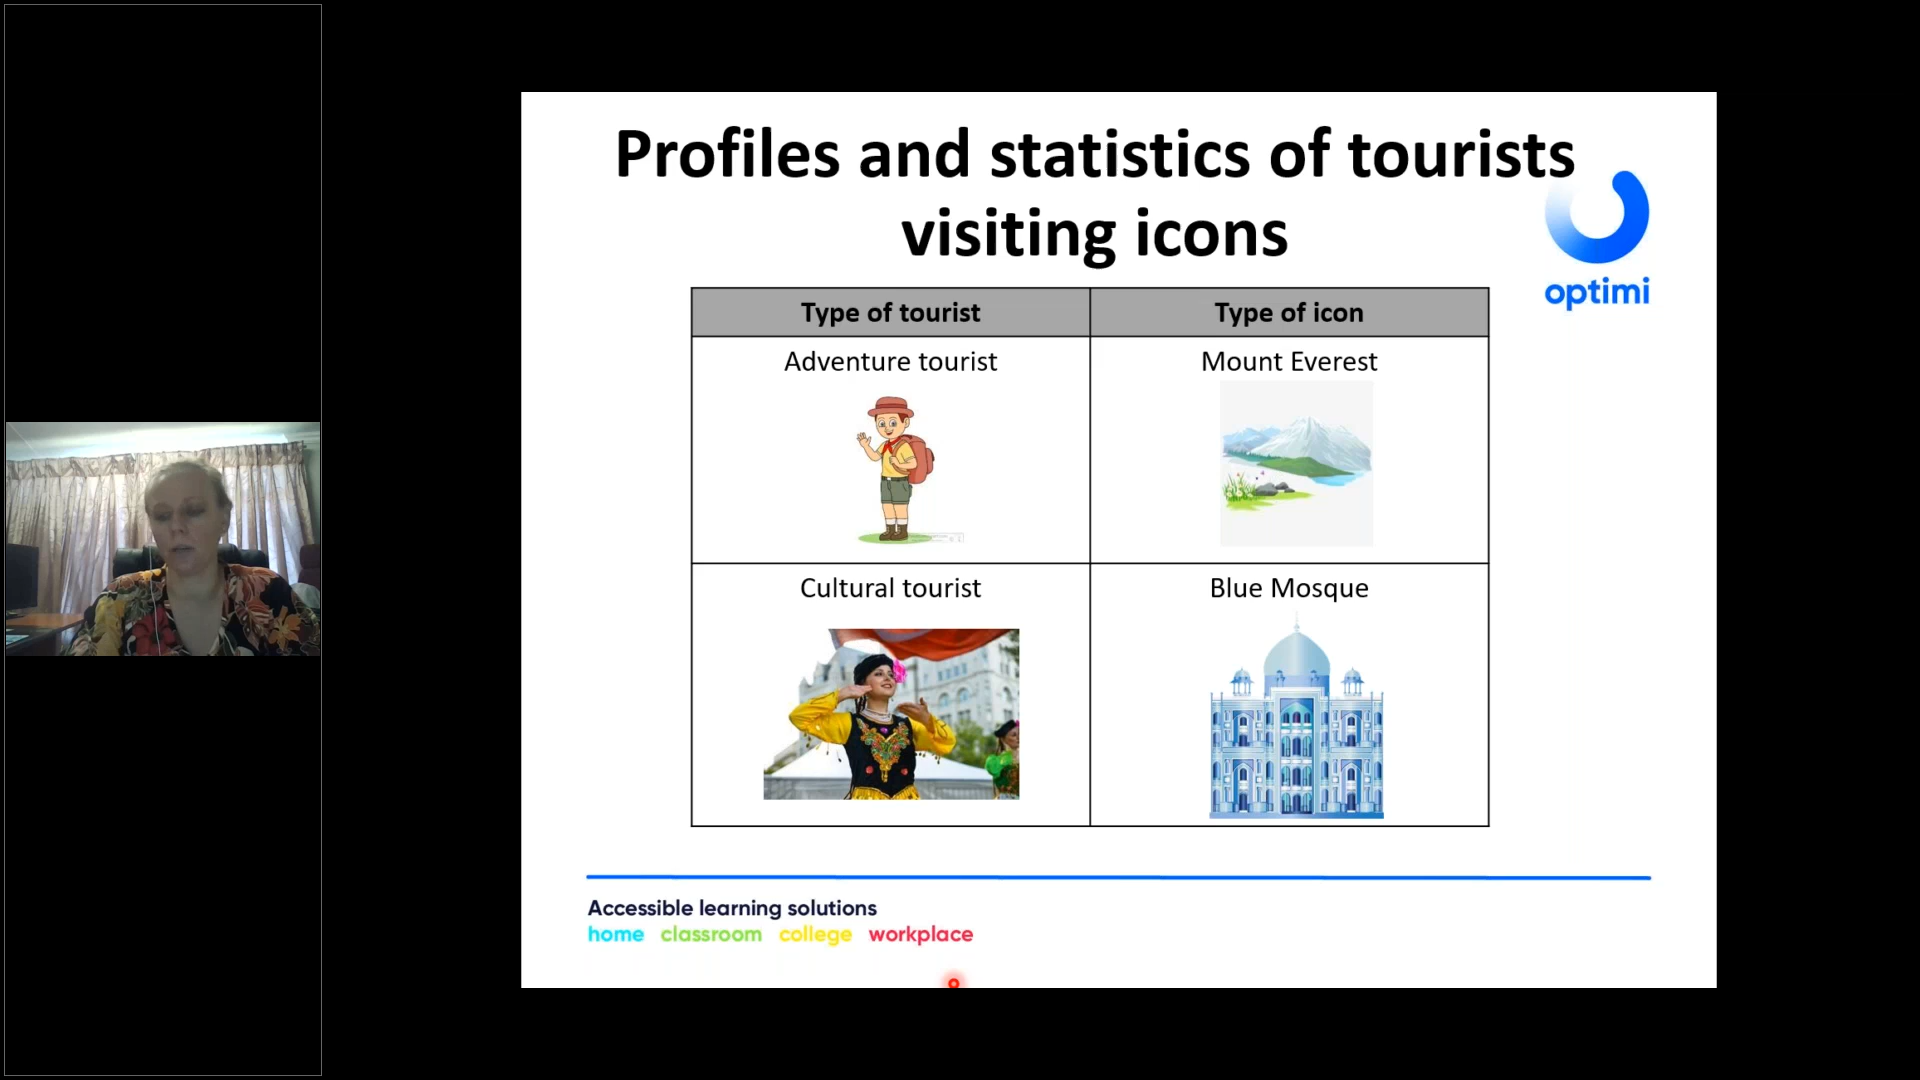 Profiles and statistics of tourists
visiting icons
optimi
Type of tourist
Type of icon
Adventure tourist
Mount Everest
Cultural tourist
Blue Mosque
Accessible learning solutions
home classroom college workplace